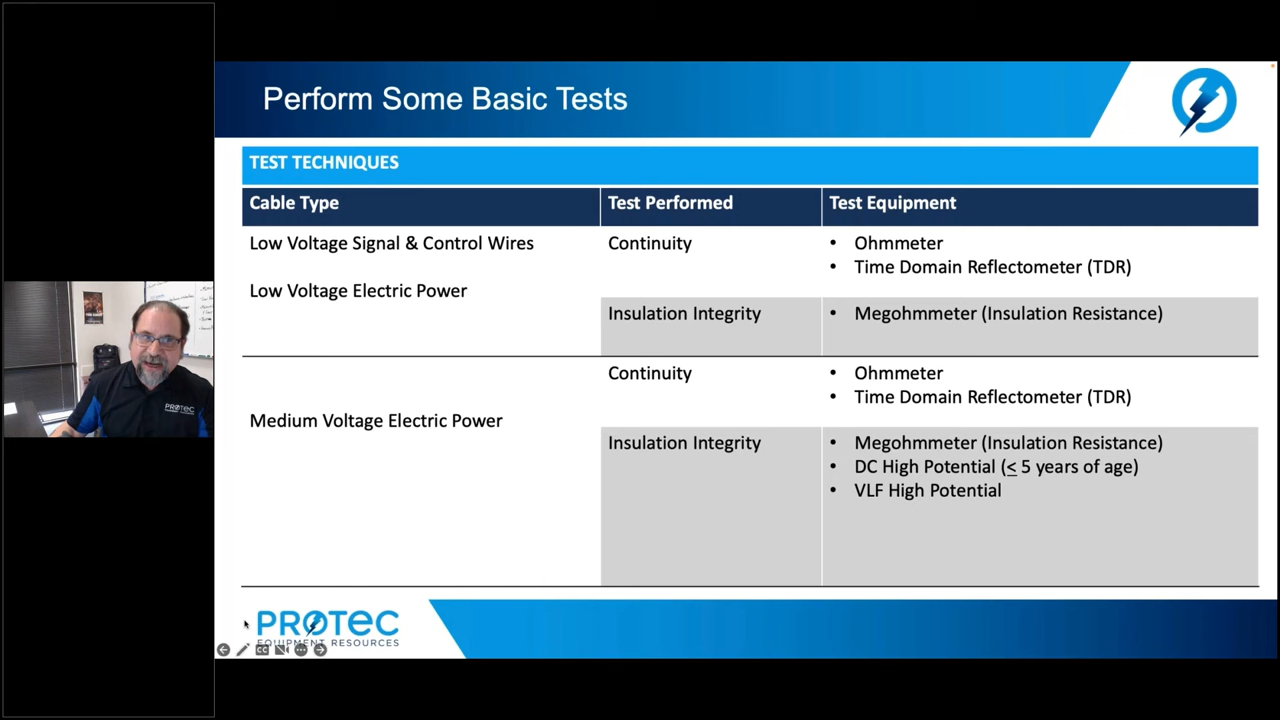 Perform Some Basic Tests
TEST TECHNIQUES
Cable Type Test Performed Test Equipment
Low Voltage Signal & Control Wires Continuity • Ohmmeter
• Time Domain Reflectometer (TDR)
Low Voltage Electric Power
Insulation Integrity • Megohmmeter (Insulation Resistance)
Continuity • Ohmmeter
• Time Domain Reflectometer (TDR)
Medium Voltage Electric Power
Insulation Integrity • Megohmmeter (Insulation Resistance)
• DC High Potential (≤ 5 years of age)
• VLF High Potential
PROTEC
EQUIPMENT RESOURCES
CC
PROTEC